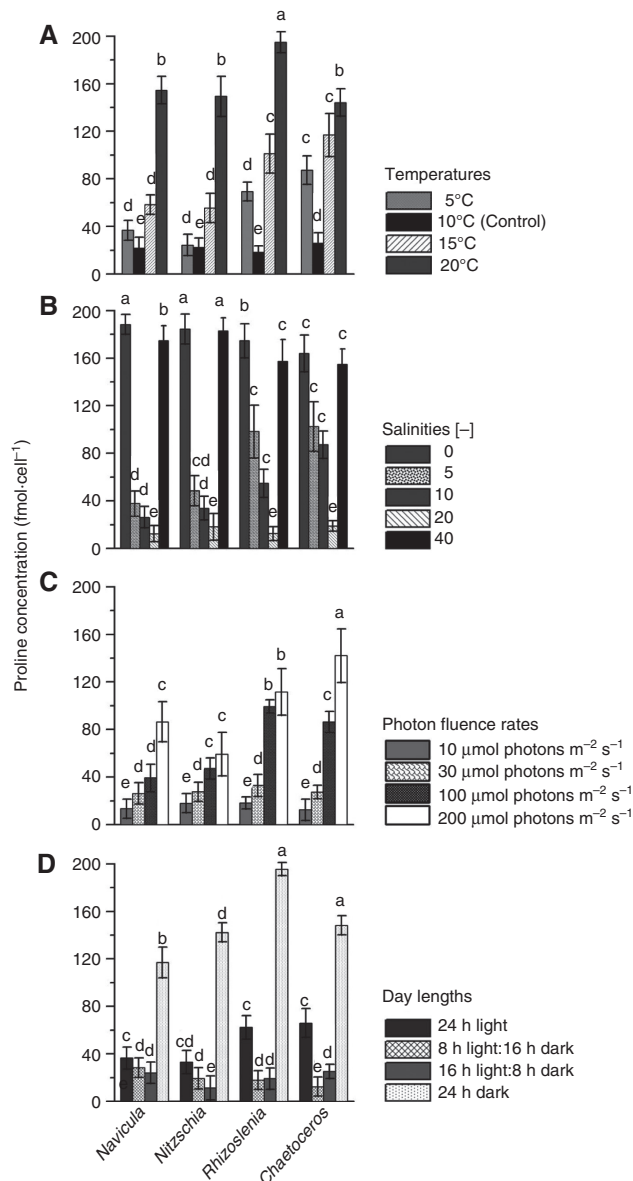 A
200
160
120
80
40
0
d e d b d e d b d e c a c d c b
Temperatures
5°C
10°C (Control)
15°C
20°C
B
200
160
120
80
40
0
a d d e b a cd d e a b c c e c c c c e c
Salinities [–]
0
5
10
20
40
Proline concentration (fmol·cell⁻¹)
C
200
160
120
80
40
0
e d d c e d c c e d b b e d c a
Photon fluence rates
10 µmol photons m⁻² s⁻¹
30 µmol photons m⁻² s⁻¹
100 µmol photons m⁻² s⁻¹
200 µmol photons m⁻² s⁻¹
D
200
160
120
80
40
0
c d d b cd d e d c d d a c e d a
Day lengths
24 h light
8 h light:16 h dark
16 h light:8 h dark
24 h dark
Navicula
Nitzschia
Rhizoslenia
Chaetoceros